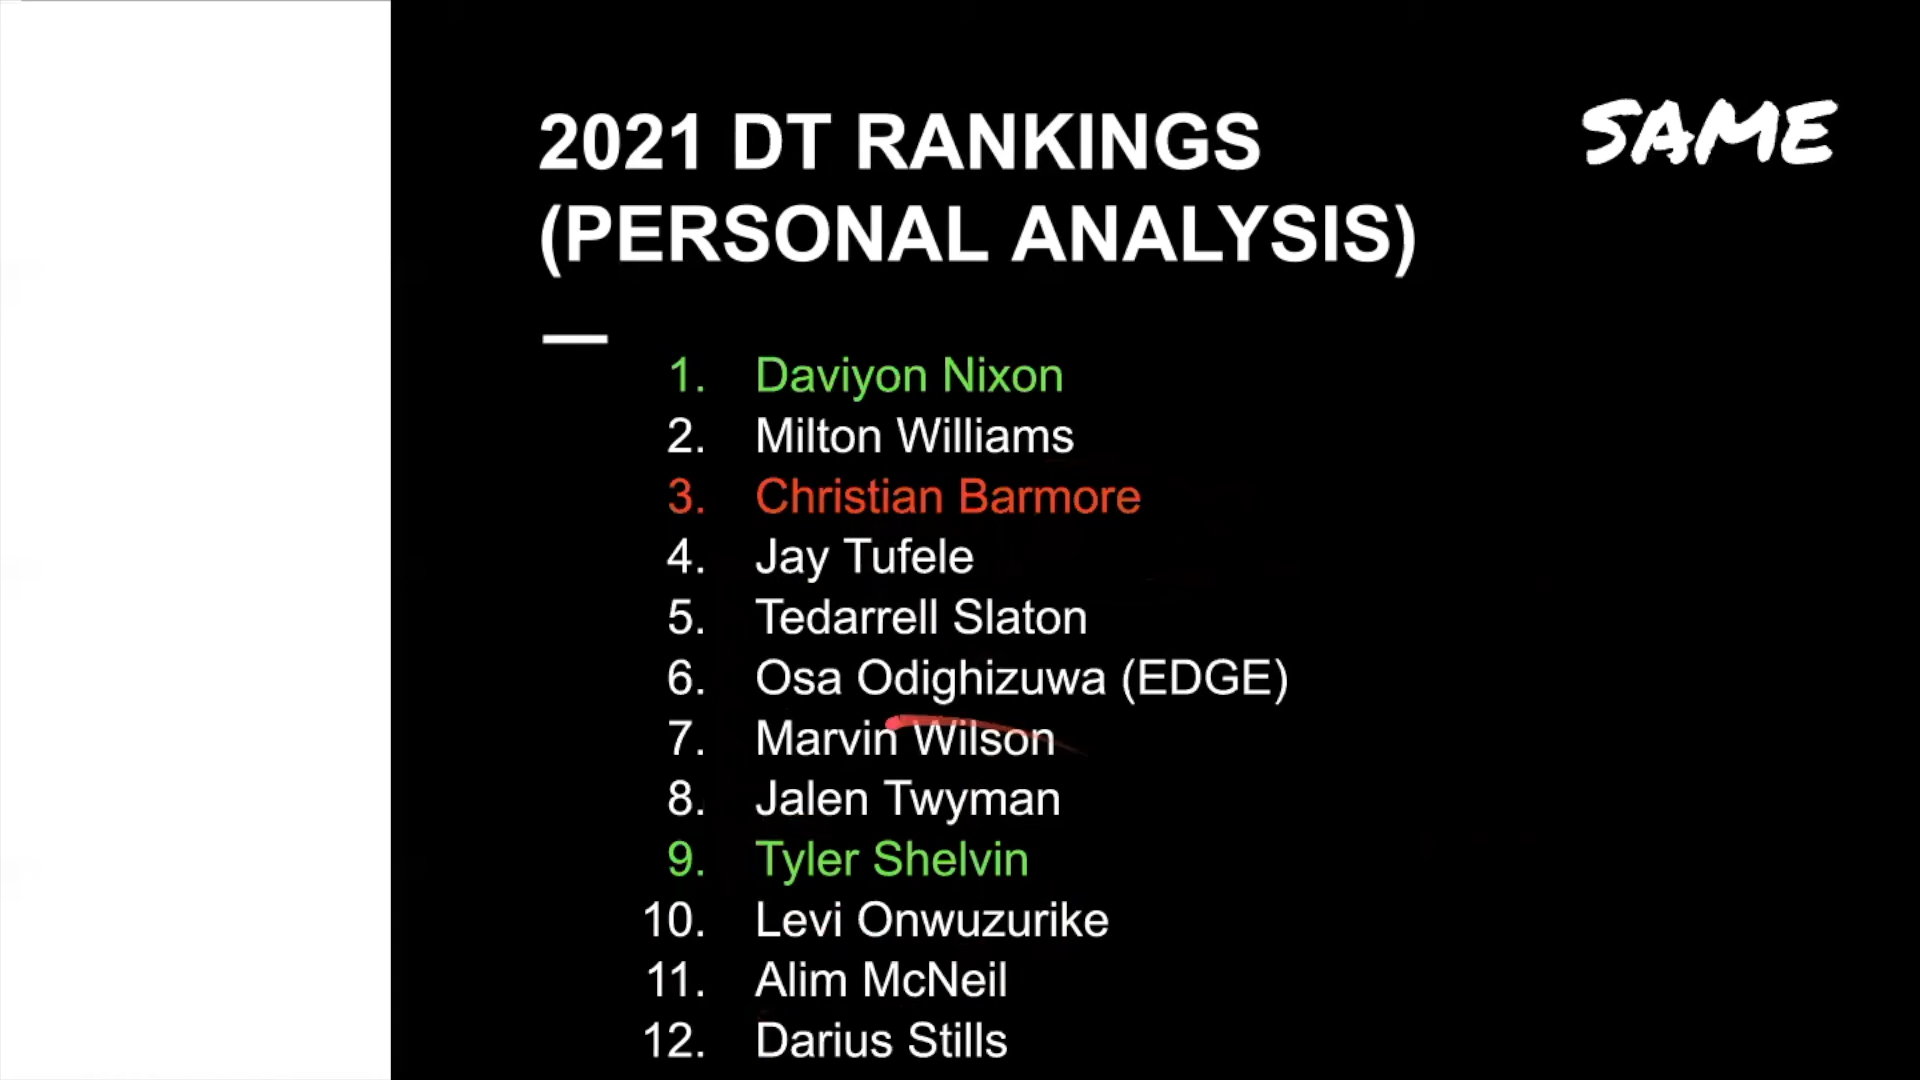 2021 DT RANKINGS
(PERSONAL ANALYSIS)
SAME
1. Daviyon Nixon
2. Milton Williams
3. Christian Barmore
4. Jay Tufele
5. Tedarrell Slaton
6. Osa Odighizuwa (EDGE)
7. Marvin Wilson
8. Jalen Twyman
9. Tyler Shelvin
10. Levi Onwuzurike
11. Alim McNeil
12. Darius Stills